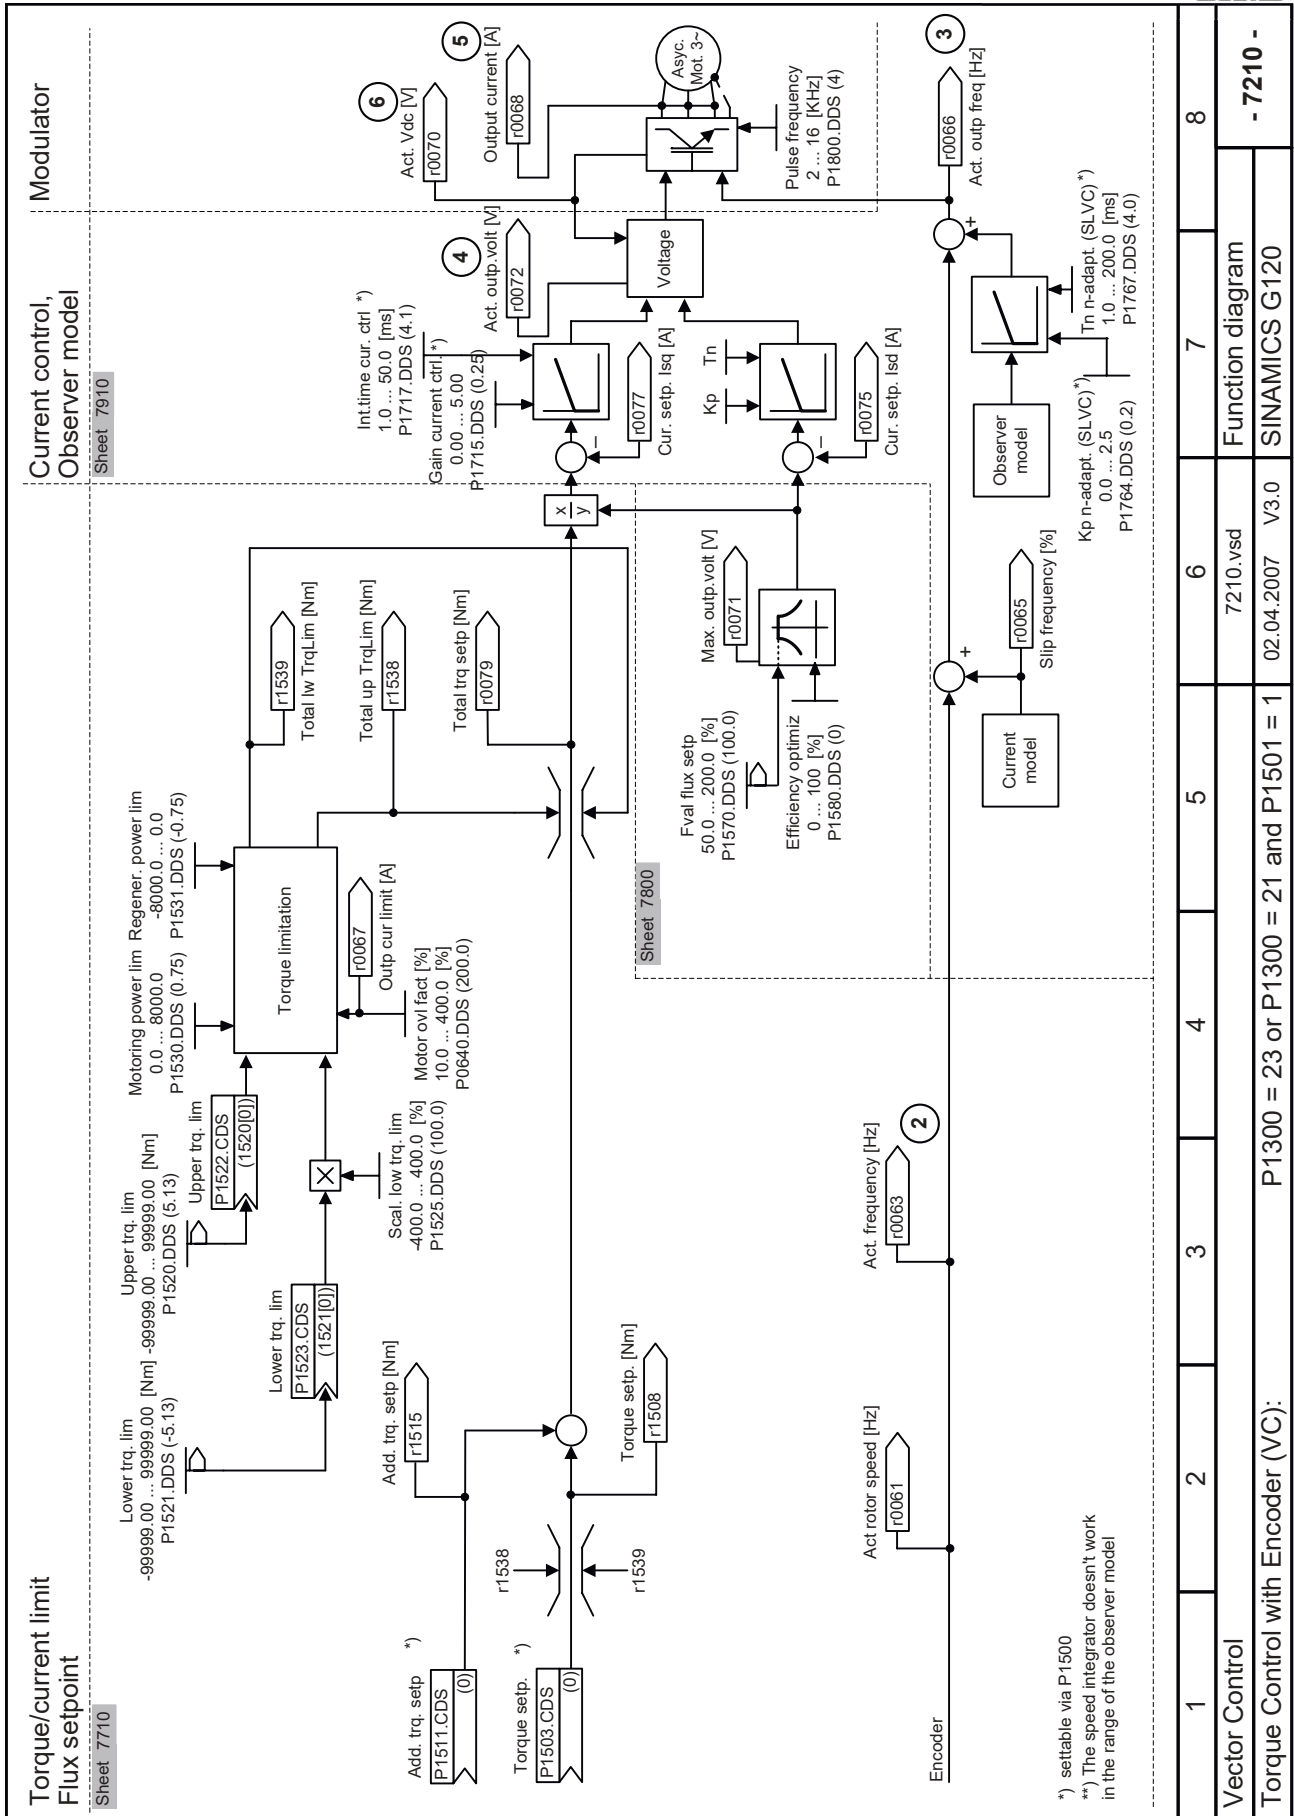 Torque/current limit
Flux setpoint
Sheet 7710
Current control,
Observer model
Sheet 7910
Modulator
Lower trq. lim
-99999.00 ... 99999.00 [Nm]
P1521.DDS (-5.13)
Upper trq. lim
-99999.00 ... 99999.00 [Nm]
P1520.DDS (5.13)
Upper trq. lim
P1522.CDS
(1520[0])
Lower trq. lim
P1523.CDS
(1521[0])
Scal. low trq. lim
-400.0 ... 400.0 [%]
P1525.DDS (100.0)
Motoring power lim
0.0 ... 8000.0
P1530.DDS (0.75)
Regener. power lim
-8000.0 ... 0.0
P1531.DDS (-0.75)
Torque limitation
r0067
Outp cur limit [A]
Motor ovl fact [%]
10.0 ... 400.0 [%]
P0640.DDS (200.0)
r1539
Total lw TrqLim [Nm]
r1538
Total up TrqLim [Nm]
Total trq setp [Nm]
r0079
Add. trq. setp *)
P1511.CDS
(0)
Add. trq. setp [Nm]
r1515
Torque setp. *)
P1503.CDS
(0)
r1538
r1539
Torque setp. [Nm]
r1508
x
y
Int.time cur. ctrl *)
1.0 ... 50.0 [ms]
P1717.DDS (4.1)
Gain current ctrl. *)
0.00 ... 5.00
P1715.DDS (0.25)
–
r0077
Cur. setp. Isq [A]
Kp
Tn
–
r0075
Cur. setp. Isd [A]
Voltage
4
Act. outp.volt [V]
r0072
6
Act. Vdc [V]
r0070
5
Output current [A]
r0068
Asyc.
Mot. 3~
Pulse frequency
2 ... 16 [KHz]
P1800.DDS (4)
Sheet 7800
Fval flux setp
50.0 ... 200.0 [%]
P1570.DDS (100.0)
Efficiency optimiz
0 ... 100 [%]
P1580.DDS (0)
Max. outp.volt [V]
r0071
Encoder
Act rotor speed [Hz]
r0061
Act. frequency [Hz]
r0063
2
Current
model
+
r0065
Slip frequency [%]
Observer
model
Kp n-adapt. (SLVC)*)
0.0 ... 2.5
P1764.DDS (0.2)
Tn n-adapt. (SLVC)*)
1.0 ... 200.0 [ms]
P1767.DDS (4.0)
+
3
r0066
Act. outp freq [Hz]
*) settable via P1500
**) The speed integrator doesn't work
in the range of the observer model
1 2 3 4 5 6 7 8
Vector Control
7210.vsd
Function diagram
- 7210 -
Torque Control with Encoder (VC):
P1300 = 23 or P1300 = 21 and P1501 = 1
02.04.2007 V3.0
SINAMICS G120